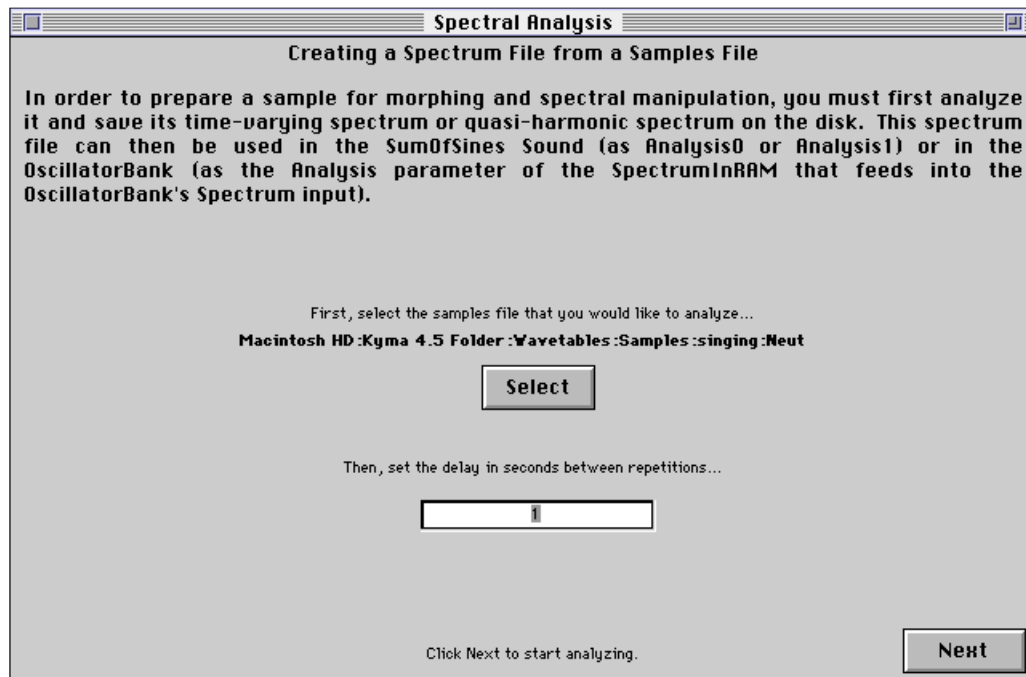 Spectral Analysis
Creating a Spectrum File from a Samples File
In order to prepare a sample for morphing and spectral manipulation, you must first analyze
it and save its time-varying spectrum or quasi-harmonic spectrum on the disk. This spectrum
file can then be used in the SumOfSines Sound (as Analysis0 or Analysis1) or in the
OscillatorBank (as the Analysis parameter of the SpectrumInRAM that feeds into the
OscillatorBank's Spectrum input).
First, select the samples file that you would like to analyze...
Macintosh HD:Kyma 4.5 Folder:Wavetables:Samples:singing:Neut
Select
Then, set the delay in seconds between repetitions...
1
Click Next to start analyzing.
Next